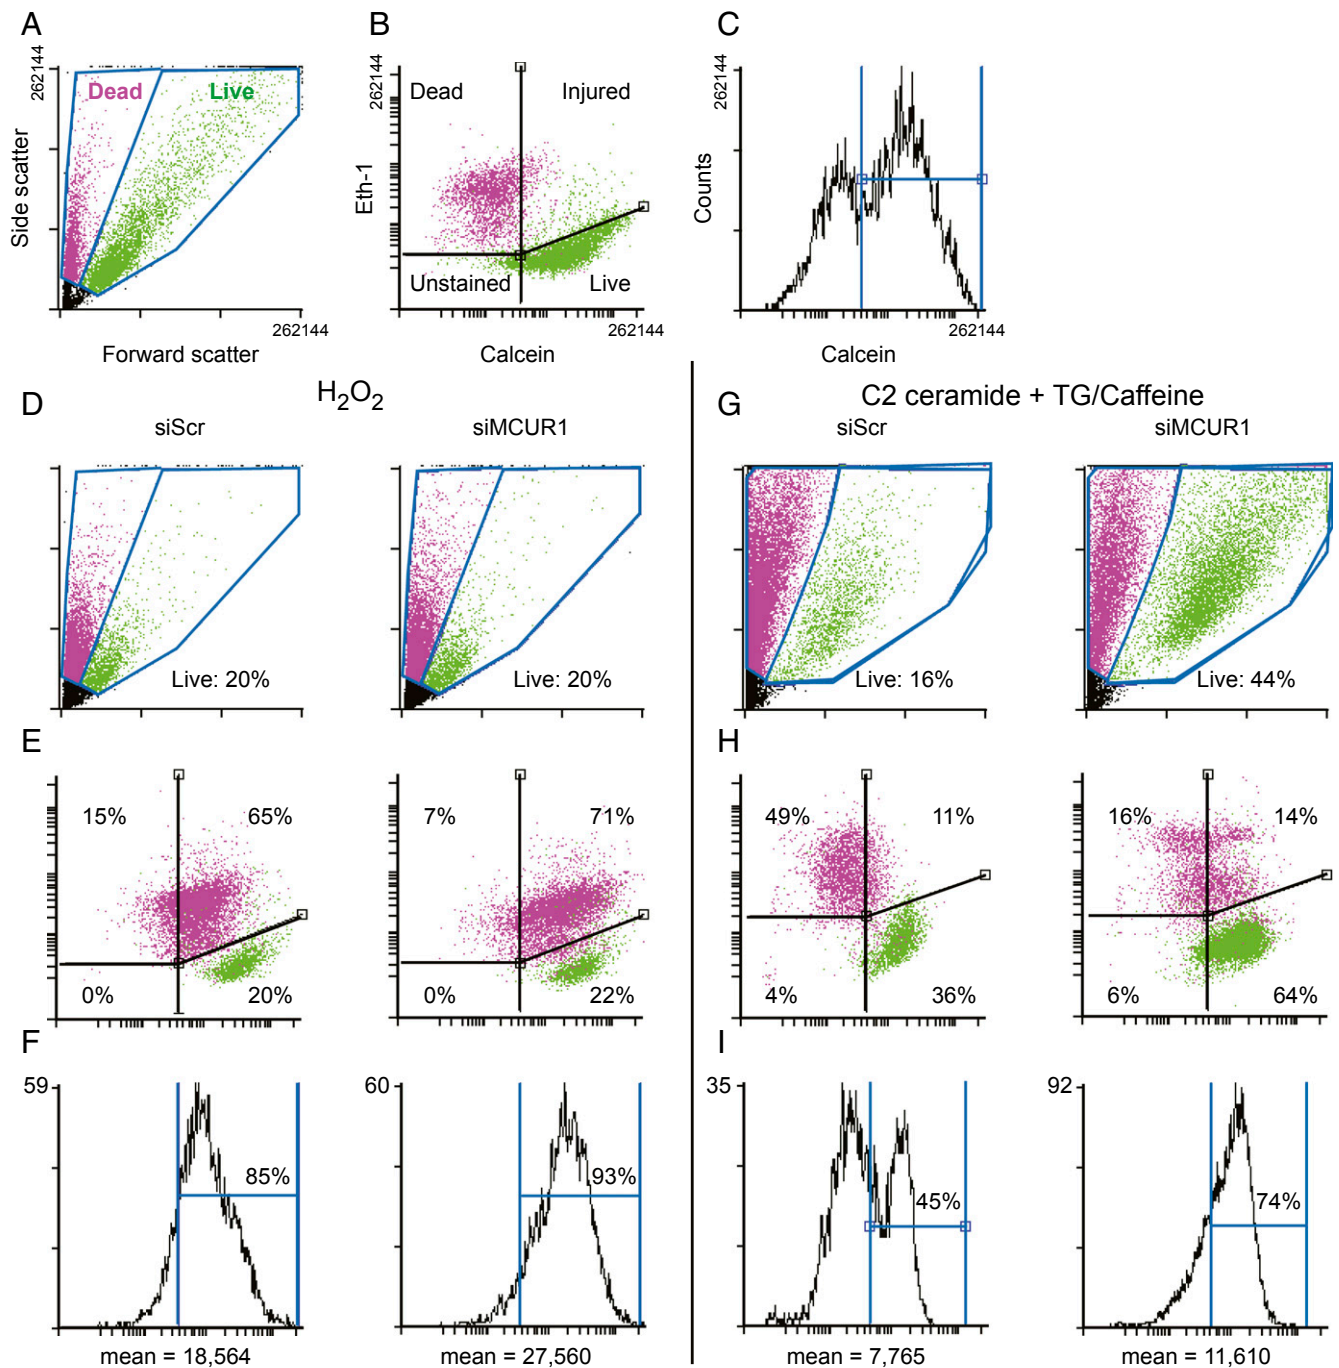 A
B
C
262144
Side scatter
Dead
Live
262144
Forward scatter
262144
Eth-1
Dead
Injured
Unstained
Live
262144
Calcein
262144
Counts
262144
Calcein
H2O2
C2 ceramide + TG/Caffeine
D
siScr
siMCUR1
G
siScr
siMCUR1
Live: 20%
Live: 20%
Live: 16%
Live: 44%
E
15%
65%
0%
20%
7%
71%
0%
22%
H
49%
11%
4%
36%
16%
14%
6%
64%
F
59
85%
mean = 18,564
60
93%
mean = 27,560
I
35
45%
mean = 7,765
92
74%
mean = 11,610